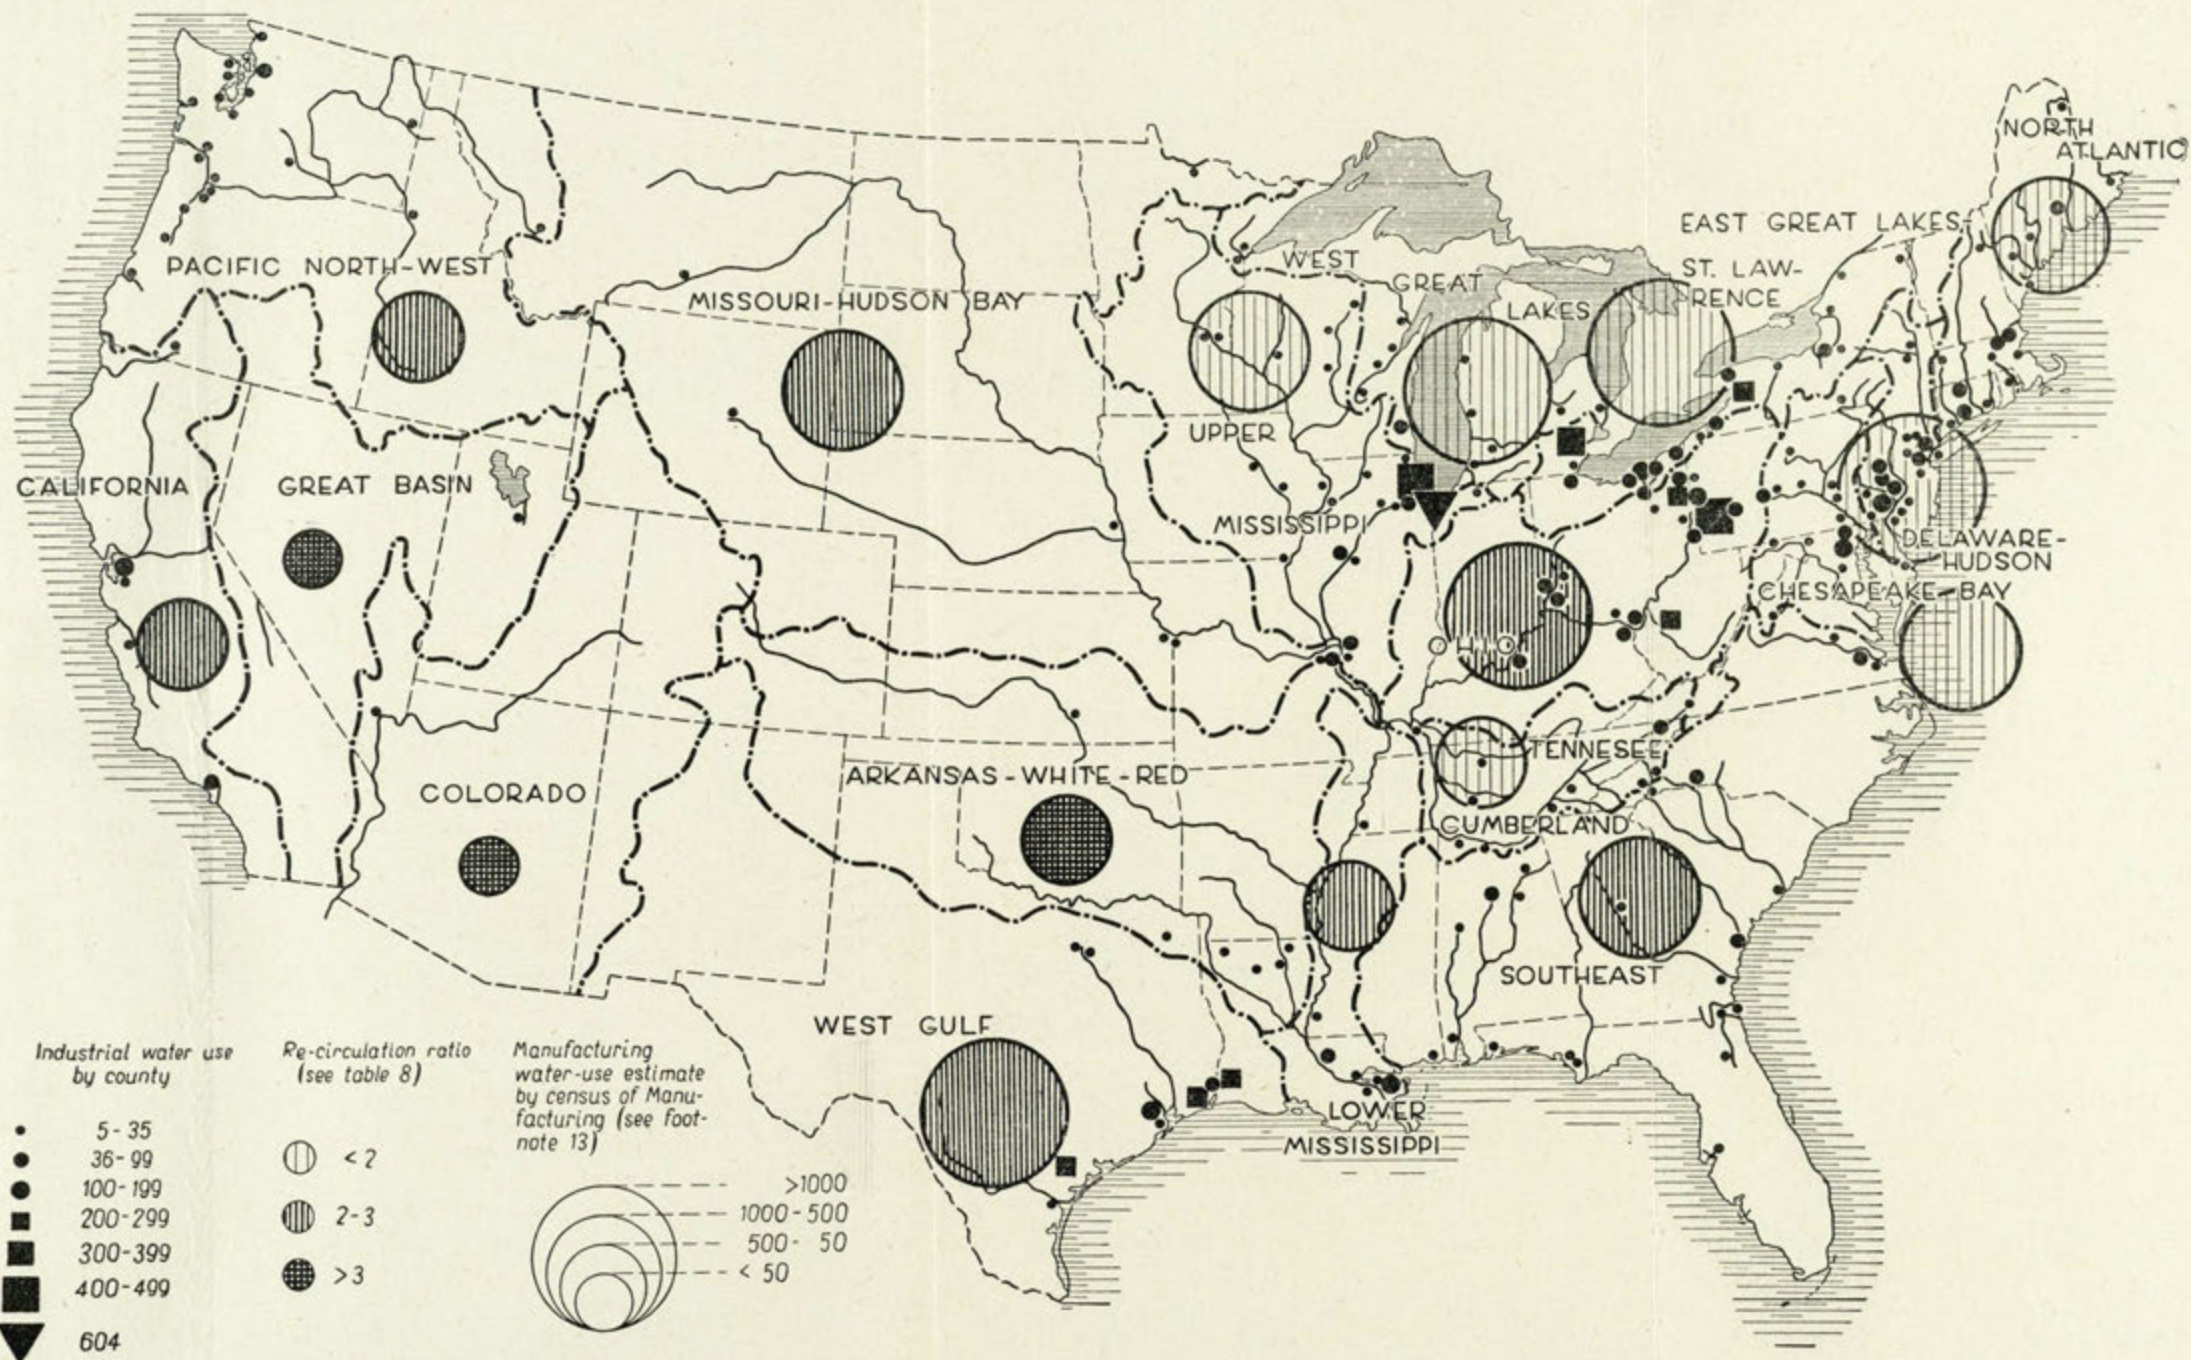 NORTH
ATLANTIC
EAST GREAT LAKES-
ST. LAW-
RENCE
WEST
GREAT
LAKES
PACIFIC NORTH-WEST
MISSOURI-HUDSON BAY
UPPER
MISSISSIPPI
CALIFORNIA
GREAT BASIN
DELAWARE-
HUDSON
CHESAPEAKE-BAY
OHIO
TENNESEE
CUMBERLAND
COLORADO
ARKANSAS-WHITE-RED
SOUTHEAST
WEST GULF
LOWER
MISSISSIPPI
Industrial water use
by county
5-35
36-99
100-199
200-299
300-399
400-499
604
Re-circulation ratio
(see table 8)
<2
2-3
>3
Manufacturing
water-use estimate
by census of Manu-
facturing (see foot-
note 13)
>1000
1000-500
500- 50
< 50